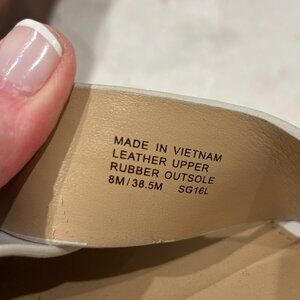 MADE IN VIETNAM
LEATHER UPPER
RUBBER OUTSOLE
8M/38.5M SG16L